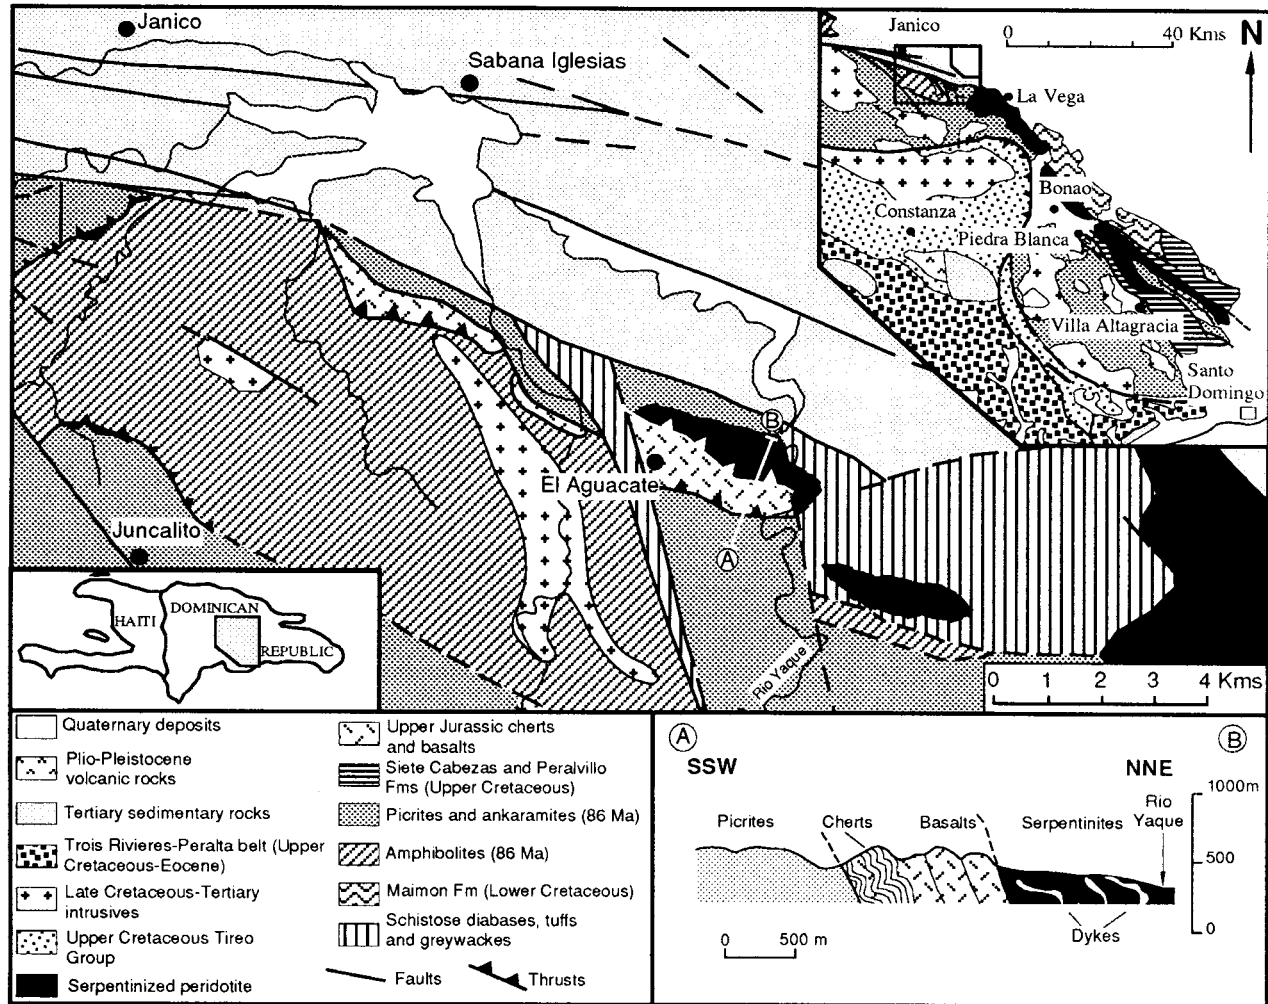 Janico
Sabana Iglesias
El Aguacate
Juncalito
Rio Yaque
A
B
Janico
0 40 Kms
N
La Vega
Bonao
Constanza
Piedra Blanca
Villa Altagracia
Santo
Domingo
HAITI
DOMINICAN
REPUBLIC
0 1 2 3 4 Kms
Quaternary deposits
Plio-Pleistocene
volcanic rocks
Tertiary sedimentary rocks
Trois Rivieres-Peralta belt (Upper
Cretaceous-Eocene)
Late Cretaceous-Tertiary
intrusives
Upper Cretaceous Tireo
Group
Serpentinized peridotite
Upper Jurassic cherts
and basalts
Siete Cabezas and Peralvillo
Fms (Upper Cretaceous)
Picrites and ankaramites (86 Ma)
Amphibolites (86 Ma)
Maimon Fm (Lower Cretaceous)
Schistose diabases, tuffs
and greywackes
Faults
Thrusts
A
B
SSW
NNE
Picrites
Cherts
Basalts
Serpentinites
Rio
Yaque
1000m
500
0
Dykes
0 500 m